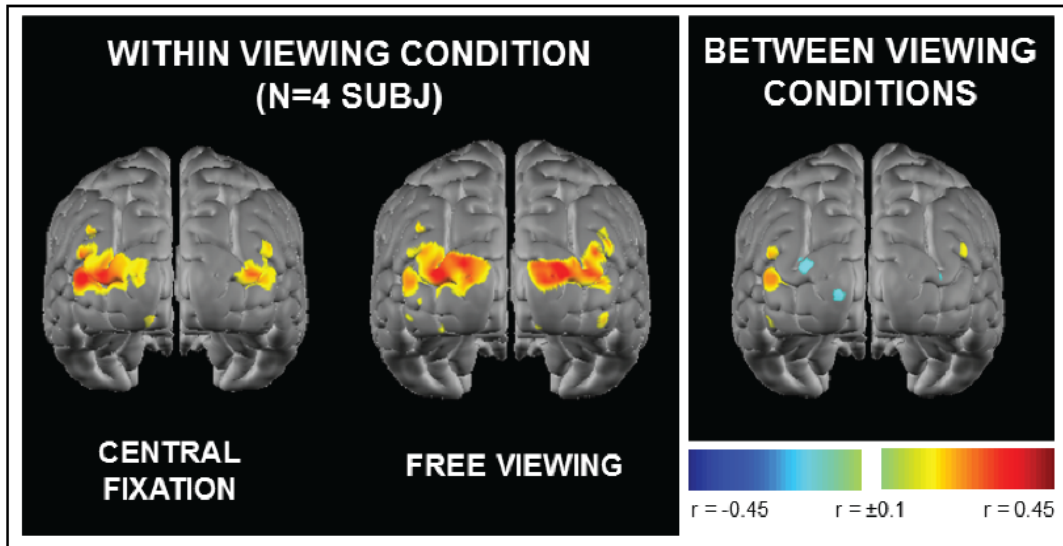 WITHIN VIEWING CONDITION
(N=4 SUBJ)
CENTRAL
FIXATION
FREE VIEWING
BETWEEN VIEWING
CONDITIONS
r = -0.45 r = ±0.1 r = 0.45